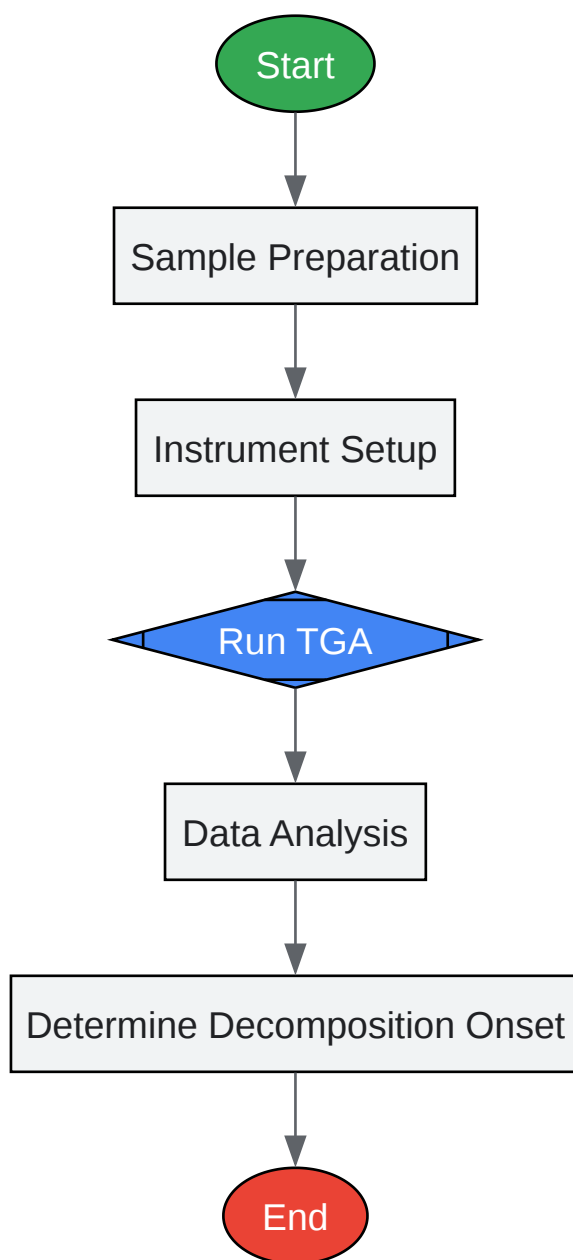 Start
Sample Preparation
Instrument Setup
Run TGA
Data Analysis
Determine Decomposition Onset
End